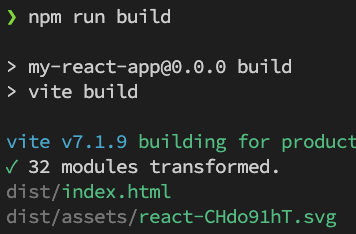 ❯ npm run build
> my-react-app@0.0.0 build
> vite build
vite v7.1.9 building for product
✓ 32 modules transformed.
dist/index.html
dist/assets/react-CHdo91hT.svg